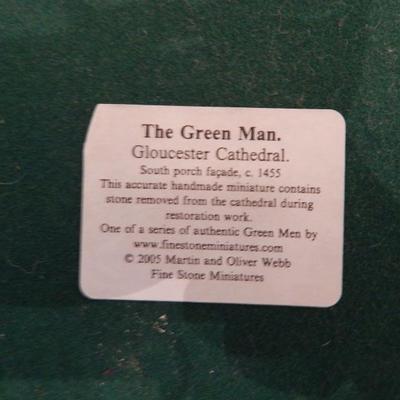 The Green Man.
Gloucester Cathedral.
South porch façade, c. 1455
This accurate handmade miniature contains
stone removed from the cathedral during
restoration work.
One of a series of authentic Green Men by
www.finestoneminiatures.com
© 2005 Martin and Oliver Webb
Fine Stone Miniatures